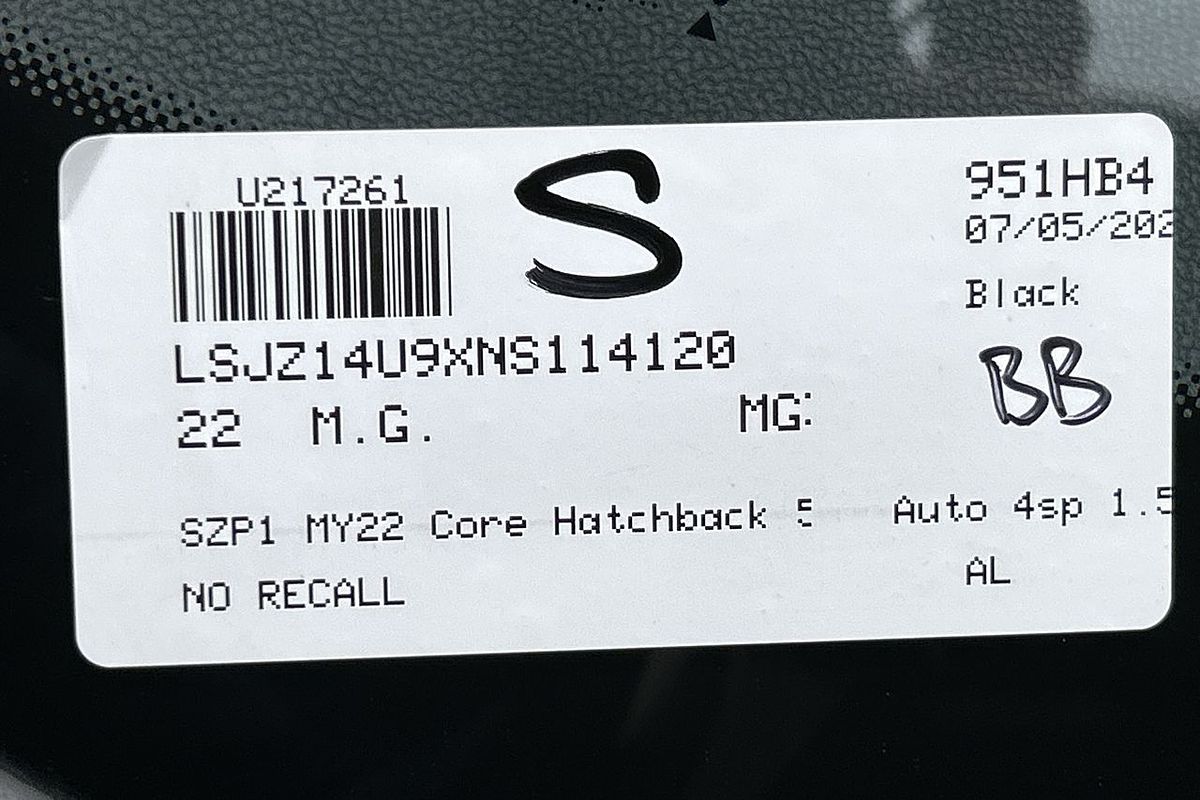 U217261
S
951HB4
07/05/202
Black
LSJZ14U9XNS114120
BB
22 M.G. MG
SZP1 MY22 Core Hatchback 5 Auto 4sp 1.5
NO RECALL AL